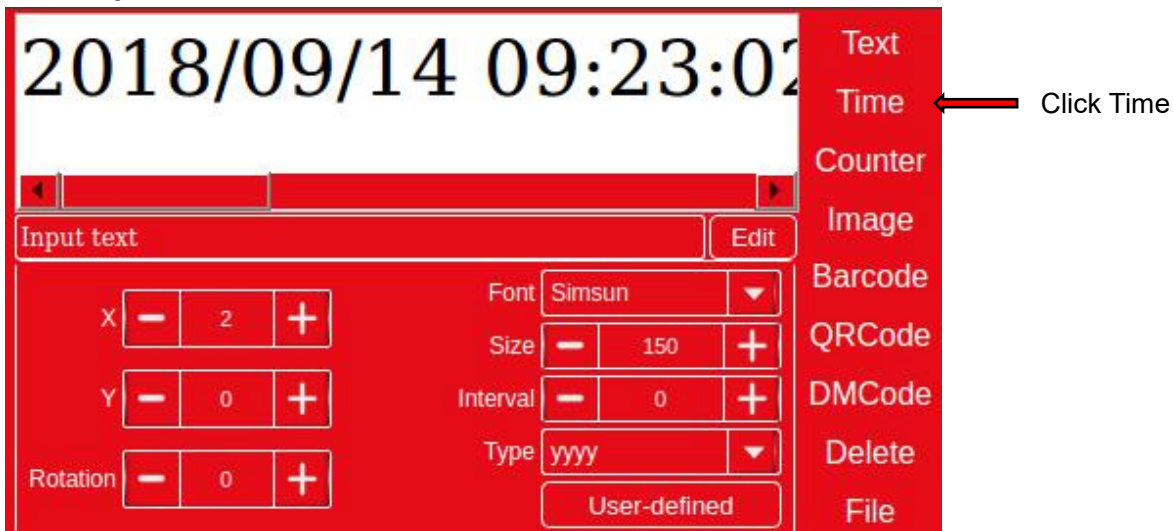 2018/09/14 09:23:02
Text
Time
Click Time
Counter
Image
Input text
Edit
Barcode
X
2
Font
Simsun
QRCode
Size
150
Y
0
Interval
0
DMCode
Type
yyyy
Delete
Rotation
0
User-defined
File